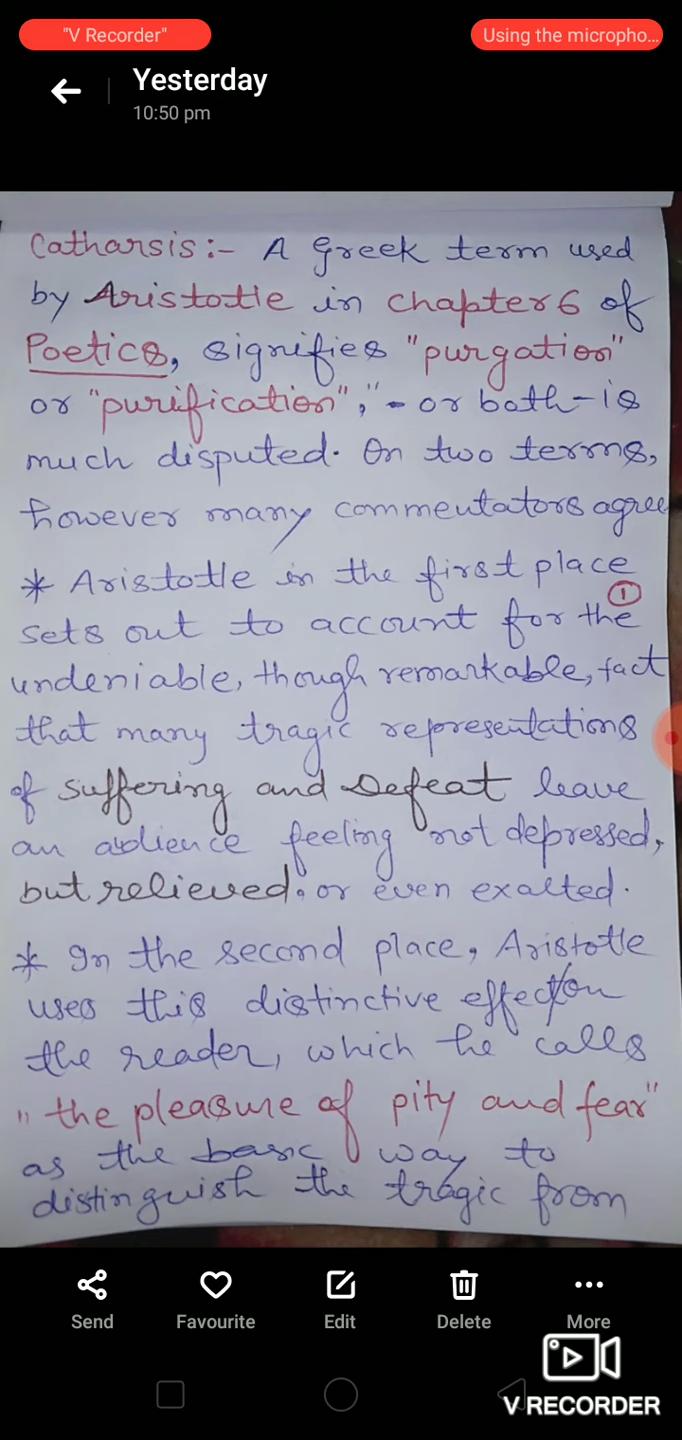 "V Recorder"
Using the micropho...
Yesterday
10:50 pm
Catharsis:- A Greek term used
by Aristotle in chapter 6 of
Poetics, signifies "purgation"
or "purification"," - or both - is
much disputed. On two terms,
however many commentators agree
* Aristotle in the first place
①
sets out to account for the
undeniable, though remarkable, fact
that many tragic representations
of suffering and Defeat leave
an audience feeling not depressed,
but relieved. or even exalted.
* In the second place, Aristotle
uses this distinctive effect on
the reader, which he calls
"the pleasure of pity and fear"
as the basic way to
distinguish the tragic from
Send
Favourite
Edit
Delete
More
V RECORDER